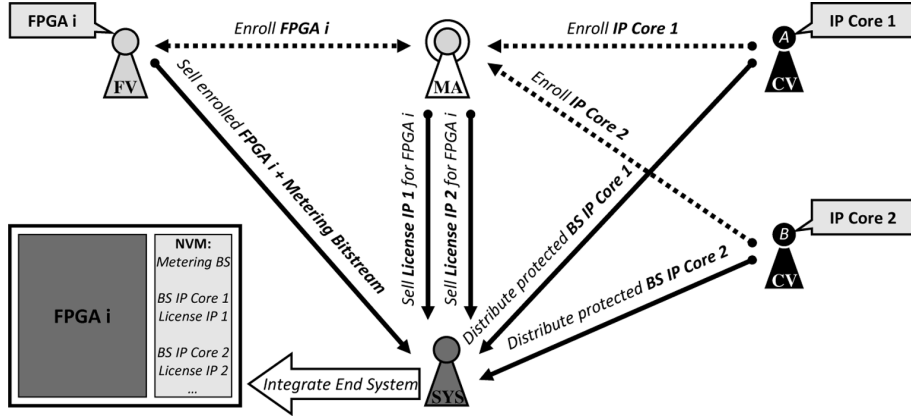 FPGA i
FV
Enroll FPGA i
MA
Enroll IP Core 1
IP Core 1
A
CV
Enroll IP Core 2
Sell enrolled FPGA i + Metering Bitstream
Sell License IP 1 for FPGA i
Sell License IP 2 for FPGA i
Distribute protected BS IP Core 1
IP Core 2
B
CV
Distribute protected BS IP Core 2
FPGA i
NVM:
Metering BS
BS IP Core 1
License IP 1
BS IP Core 2
License IP 2
...
Integrate End System
SYS